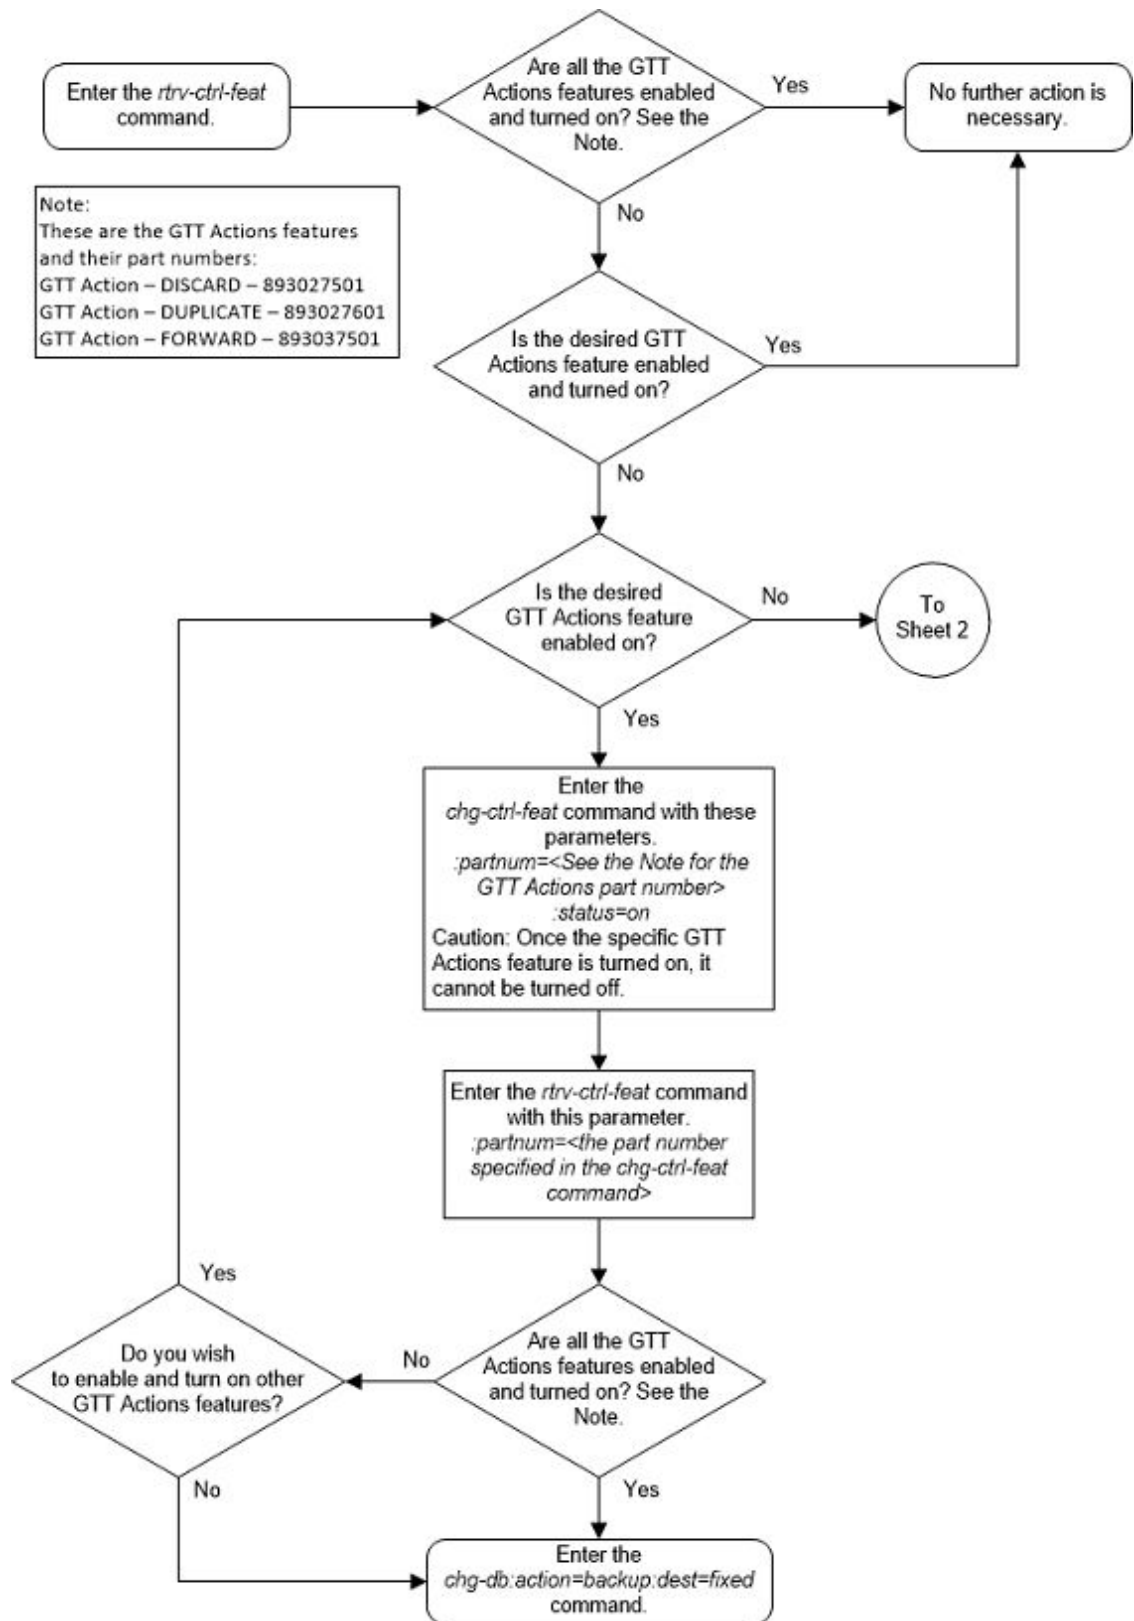 Enter the rtrv-ctrl-feat
command.
Are all the GTT
Actions features enabled
and turned on? See the
Note.
Yes
No further action is
necessary.
Note:
These are the GTT Actions features
and their part numbers:
GTT Action – DISCARD – 893027501
GTT Action – DUPLICATE – 893027601
GTT Action – FORWARD – 893037501
No
Is the desired GTT
Actions feature enabled
and turned on?
Yes
No
Is the desired
GTT Actions feature
enabled on?
No
To
Sheet 2
Yes
Enter the
chg-ctrl-feat command with these
parameters.
:partnum=<See the Note for the
GTT Actions part number>
:status=on
Caution: Once the specific GTT
Actions feature is turned on, it
cannot be turned off.
Enter the rtrv-ctrl-feat command
with this parameter.
:partnum=<the part number
specified in the chg-ctrl-feat
command>
Are all the GTT
Actions features enabled
and turned on? See the
Note.
No
Yes
Do you wish
to enable and turn on other
GTT Actions features?
No
Yes
Enter the
chg-db:action=backup:dest=fixed
command.